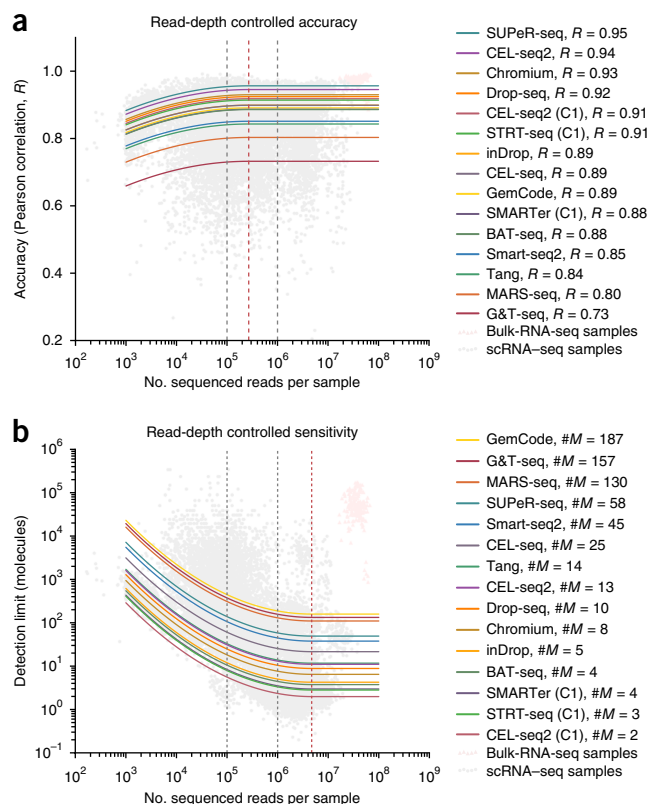 a
Read-depth controlled accuracy
Accuracy (Pearson correlation, R)
1.0
0.8
0.6
0.4
0.2
10² 10³ 10⁴ 10⁵ 10⁶ 10⁷ 10⁸ 10⁹
No. sequenced reads per sample
SUPeR-seq, R = 0.95
CEL-seq2, R = 0.94
Chromium, R = 0.93
Drop-seq, R = 0.92
CEL-seq2 (C1), R = 0.91
STRT-seq (C1), R = 0.91
inDrop, R = 0.89
CEL-seq, R = 0.89
GemCode, R = 0.89
SMARTer (C1), R = 0.88
BAT-seq, R = 0.88
Smart-seq2, R = 0.85
Tang, R = 0.84
MARS-seq, R = 0.80
G&T-seq, R = 0.73
Bulk-RNA-seq samples
scRNA–seq samples
b
Read-depth controlled sensitivity
Detection limit (molecules)
10⁶
10⁵
10⁴
10³
10²
10¹
10⁰
10⁻¹
10² 10³ 10⁴ 10⁵ 10⁶ 10⁷ 10⁸ 10⁹
No. sequenced reads per sample
GemCode, #M = 187
G&T-seq, #M = 157
MARS-seq, #M = 130
SUPeR-seq, #M = 58
Smart-seq2, #M = 45
CEL-seq, #M = 25
Tang, #M = 14
CEL-seq2, #M = 13
Drop-seq, #M = 10
Chromium, #M = 8
inDrop, #M = 5
BAT-seq, #M = 4
SMARTer (C1), #M = 4
STRT-seq (C1), #M = 3
CEL-seq2 (C1), #M = 2
Bulk-RNA-seq samples
scRNA–seq samples